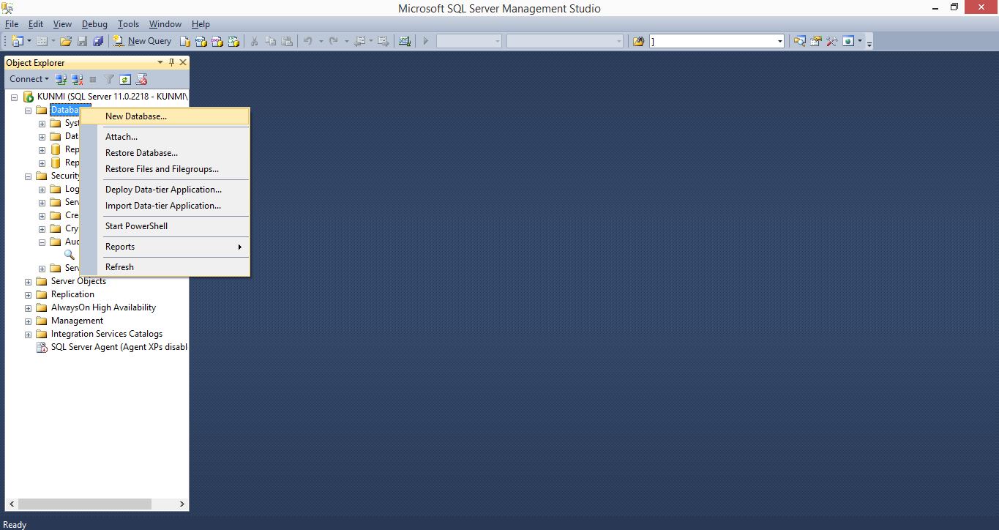 Microsoft SQL Server Management Studio
File Edit View Debug Tools Window Help
New Query
]
Object Explorer
Connect
KUNMI (SQL Server 11.0.2218 - KUNMI\
Databa
New Database...
Syst
Dat
Attach...
Rep
Restore Database...
Rep
Restore Files and Filegroups...
Security
Log
Deploy Data-tier Application...
Serv
Import Data-tier Application...
Cre
Cry
Start PowerShell
Aud
Reports
Serv
Refresh
Server Objects
Replication
AlwaysOn High Availability
Management
Integration Services Catalogs
SQL Server Agent (Agent XPs disabl
Ready